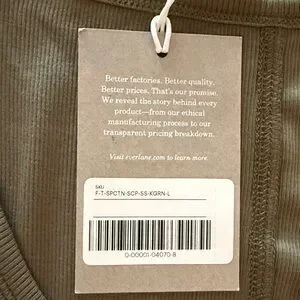 Better factories. Better quality.
Better prices. That's our promise.
We reveal the story behind every
product—from our ethical
manufacturing process to our
transparent pricing breakdown.
Visit everlane.com to learn more.
SKU
F-T-SPCTN-SCP-SS-KGRN-L
0-00001-04070-8